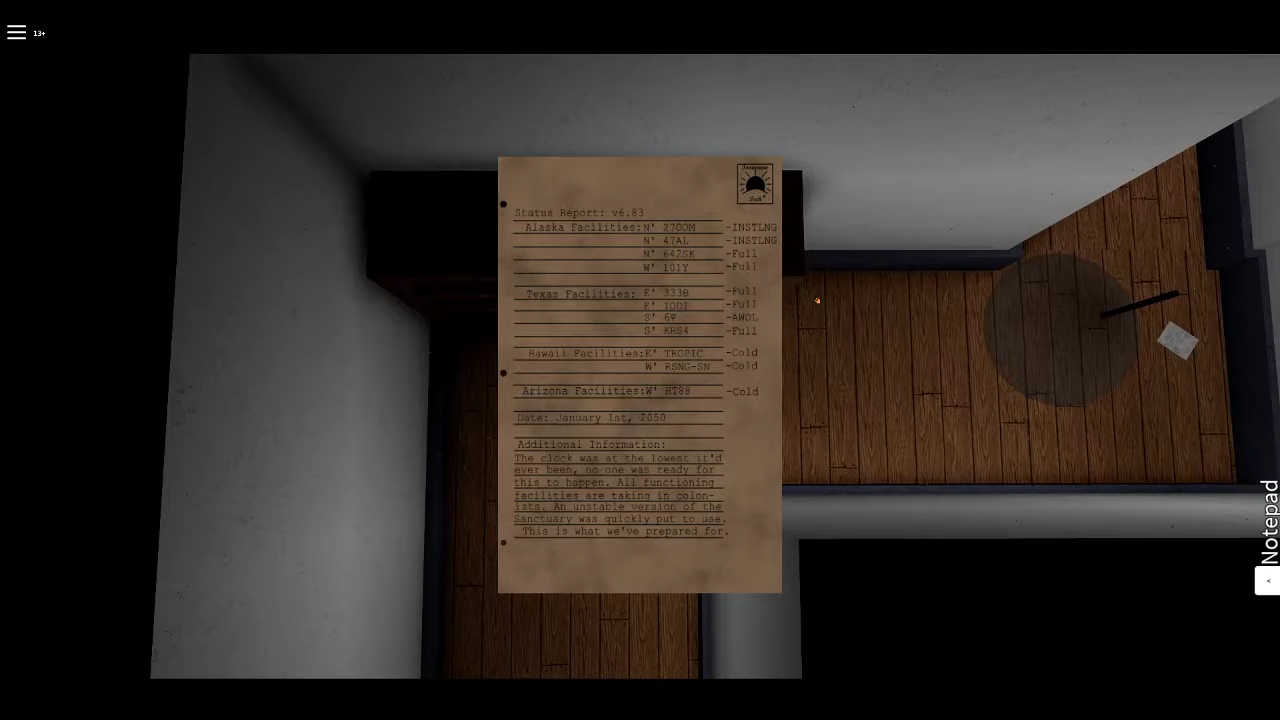 13+
Tech
Status Report: v6.83
Alaska Facilities:N' 27OOM -INSTLNG
N' 47AL -INSTLNG
N' 642SK -Full
W' 101Y -Full
Texas Facilities: E' 3338 -Full
E' IODI -Full
S' 6Ψ -AWOL
S' KRS4 -Full
Hawaii Facilities:E' TROPIC -Cold
W' RSNG-SN -Cold
Arizona Facilities:W' HT88 -Cold
Date: January 1st, 2050
Additional Information:
The clock was at the lowest it'd
ever been, no one was ready for
this to happen. All functioning
facilities are taking in colon-
ists. An unstable version of the
Sanctuary was quickly put to use.
This is what we've prepared for.
Notepad
<